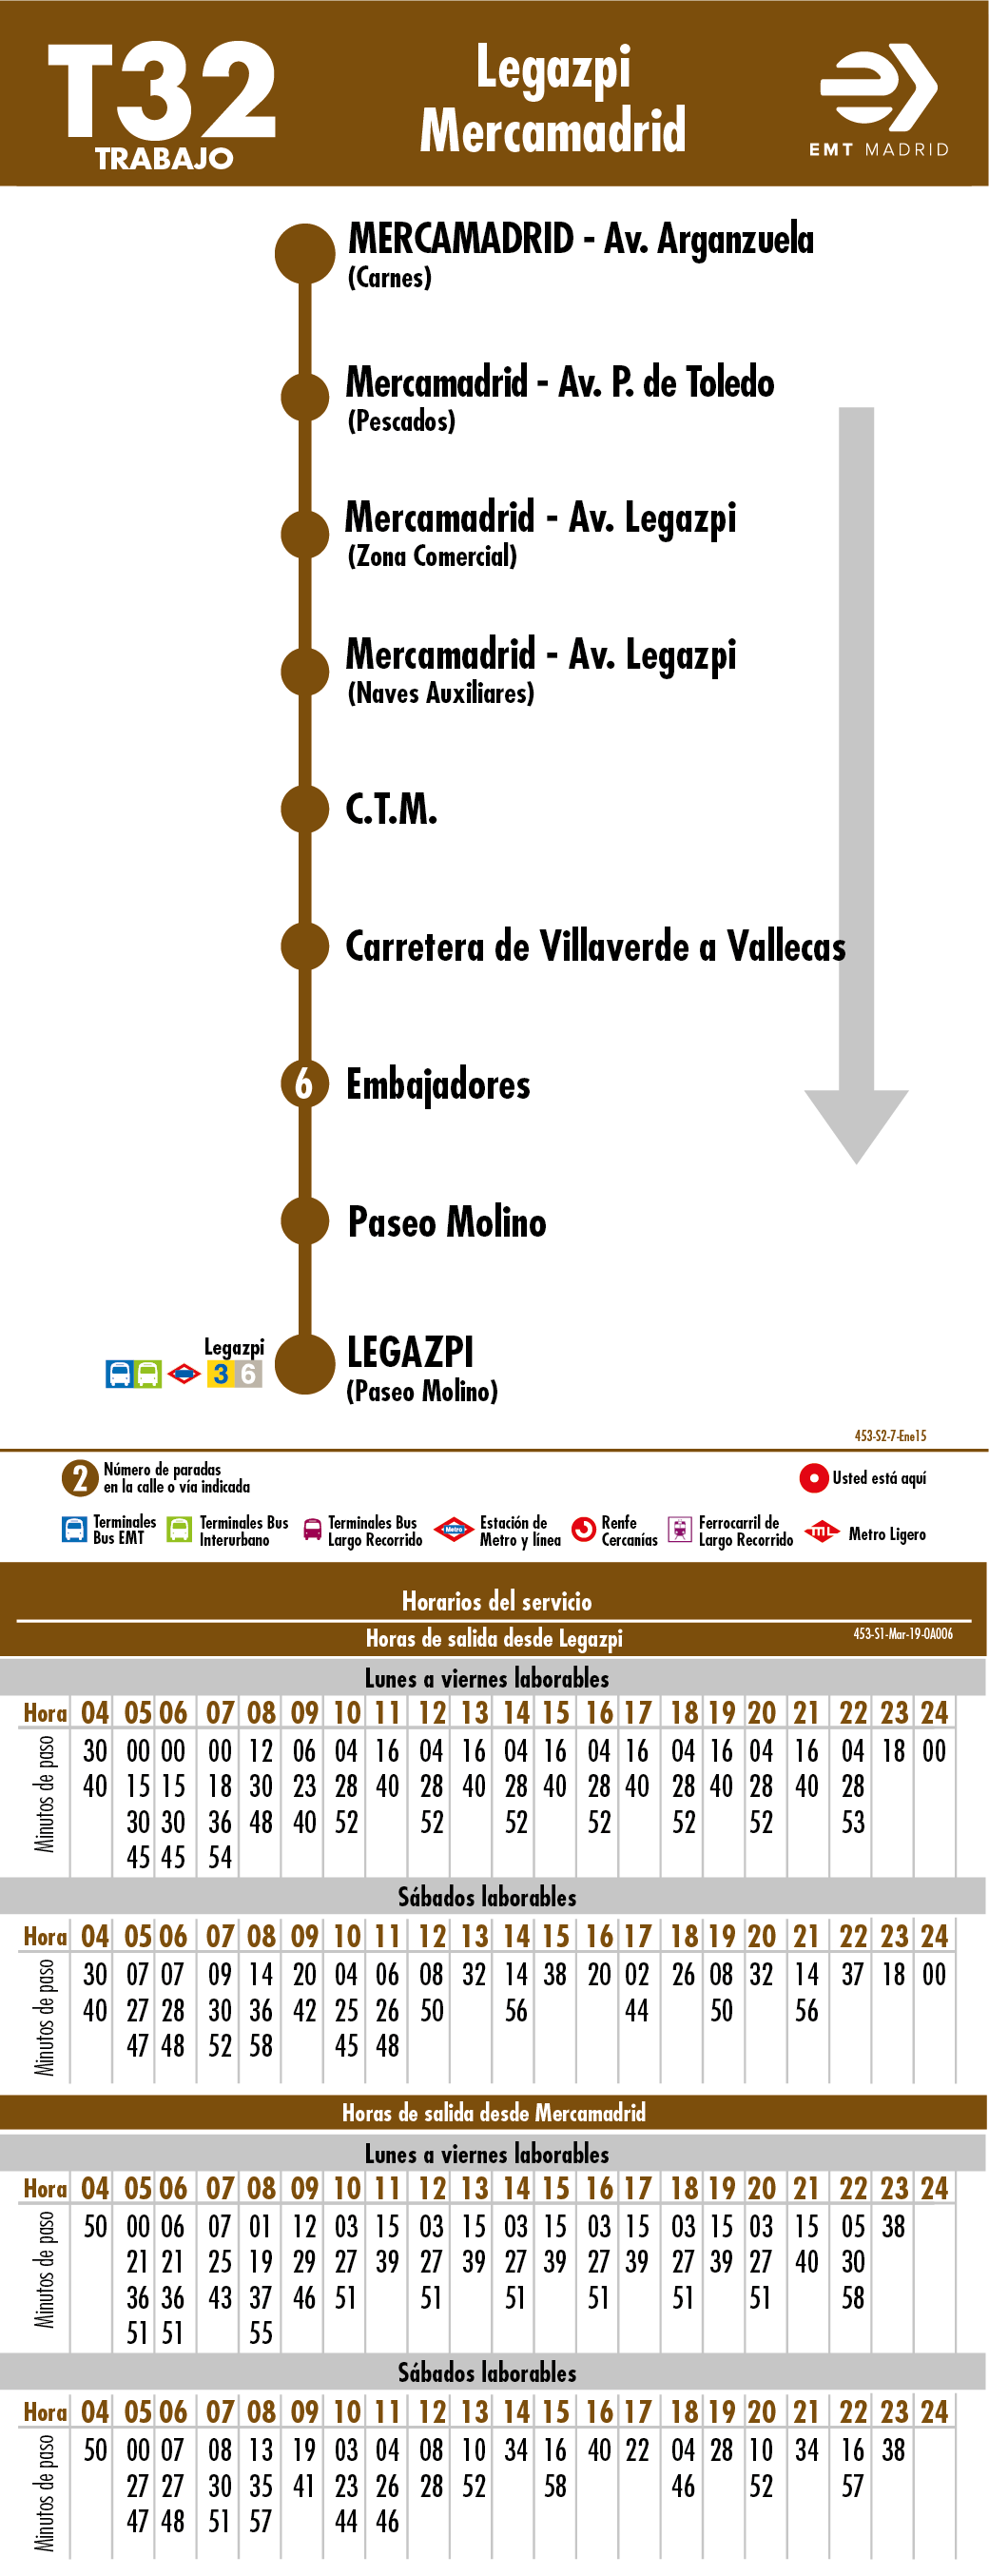 T32
TRABAJO
Legazpi
Mercamadrid
EMT MADRID
MERCAMADRID - Av. Arganzuela
(Carnes)
Mercamadrid - Av. P. de Toledo
(Pescados)
Mercamadrid - Av. Legazpi
(Zona Comercial)
Mercamadrid - Av. Legazpi
(Naves Auxiliares)
C.T.M.
Carretera de Villaverde a Vallecas
6 Embajadores
Paseo Molino
Legazpi
3 6
LEGAZPI
(Paseo Molino)
453-S2-7-Ene15
2 Número de paradas
en la calle o vía indicada
Usted está aquí
Terminales
Bus EMT
Terminales Bus
Interurbano
Terminales Bus
Largo Recorrido
Metro
Estación de
Metro y línea
Renfe
Cercanías
Ferrocarril de
Largo Recorrido
ML
Metro Ligero
Horarios del servicio
Horas de salida desde Legazpi
453-S1-Mar-19-0A006
Lunes a viernes laborables
Hora 04 05 06 07 08 09 10 11 12 13 14 15 16 17 18 19 20 21 22 23 24
Minutos de paso
30 00 00 00 12 06 04 16 04 16 04 16 04 16 04 16 04 16 04 18 00
40 15 15 18 30 23 28 40 28 40 28 40 28 40 28 40 28 40 28
30 30 36 48 40 52 52 52 52 52 52 53
45 45 54
Sábados laborables
Hora 04 05 06 07 08 09 10 11 12 13 14 15 16 17 18 19 20 21 22 23 24
Minutos de paso
30 07 07 09 14 20 04 06 08 32 14 38 20 02 26 08 32 14 37 18 00
40 27 28 30 36 42 25 26 50 56 44 50 56
47 48 52 58 45 48
Horas de salida desde Mercamadrid
Lunes a viernes laborables
Hora 04 05 06 07 08 09 10 11 12 13 14 15 16 17 18 19 20 21 22 23 24
Minutos de paso
50 00 06 07 01 12 03 15 03 15 03 15 03 15 03 15 03 15 05 38
21 21 25 19 29 27 39 27 39 27 39 27 39 27 39 27 40 30
36 36 43 37 46 51 51 51 51 51 51 58
51 51 55
Sábados laborables
Hora 04 05 06 07 08 09 10 11 12 13 14 15 16 17 18 19 20 21 22 23 24
Minutos de paso
50 00 07 08 13 19 03 04 08 10 34 16 40 22 04 28 10 34 16 38
27 27 30 35 41 23 26 28 52 58 46 52 57
47 48 51 57 44 46